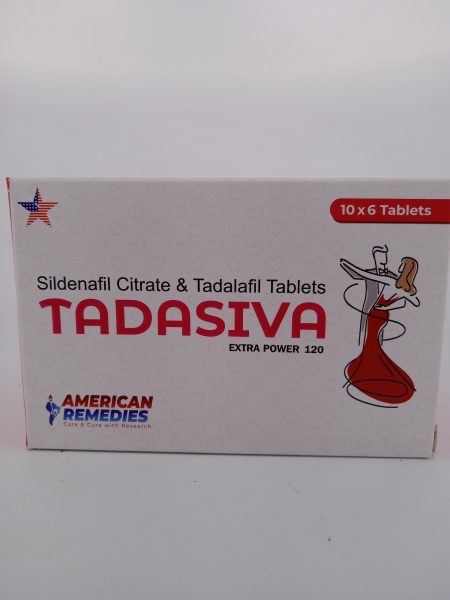 10 x 6 Tablets
Sildenafil Citrate & Tadalafil Tablets
TADASIVA
EXTRA POWER 120
AMERICAN
REMEDIES
Care & Cure with Research